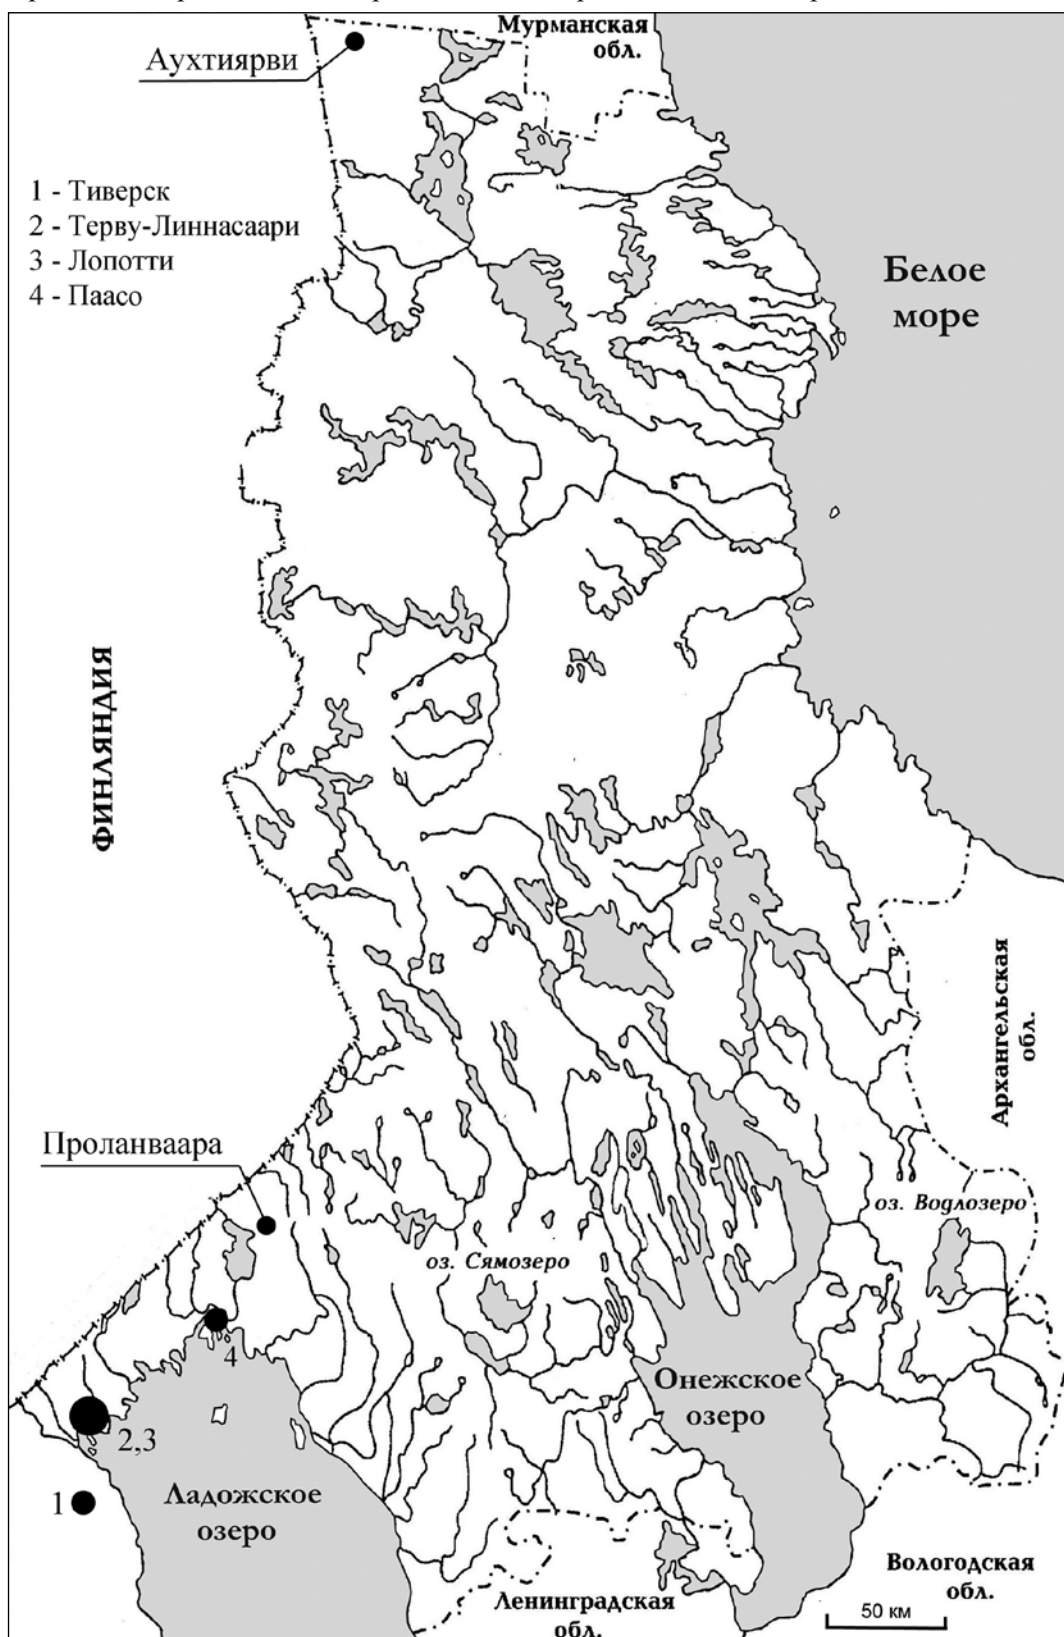 Мурманская
обл.
Аухтиярви
1 - Тиверск
2 - Терву-Линнасаари
3 - Лопотти
4 - Паасо
Белое
море
ФИНЛЯНДИЯ
Архангельская
обл.
Проланваара
оз. Водлозеро
оз. Сямозеро
4
Онежское
озеро
2,3
1
Ладожское
озеро
Вологодская
обл.
Ленинградская
обл.
50 км